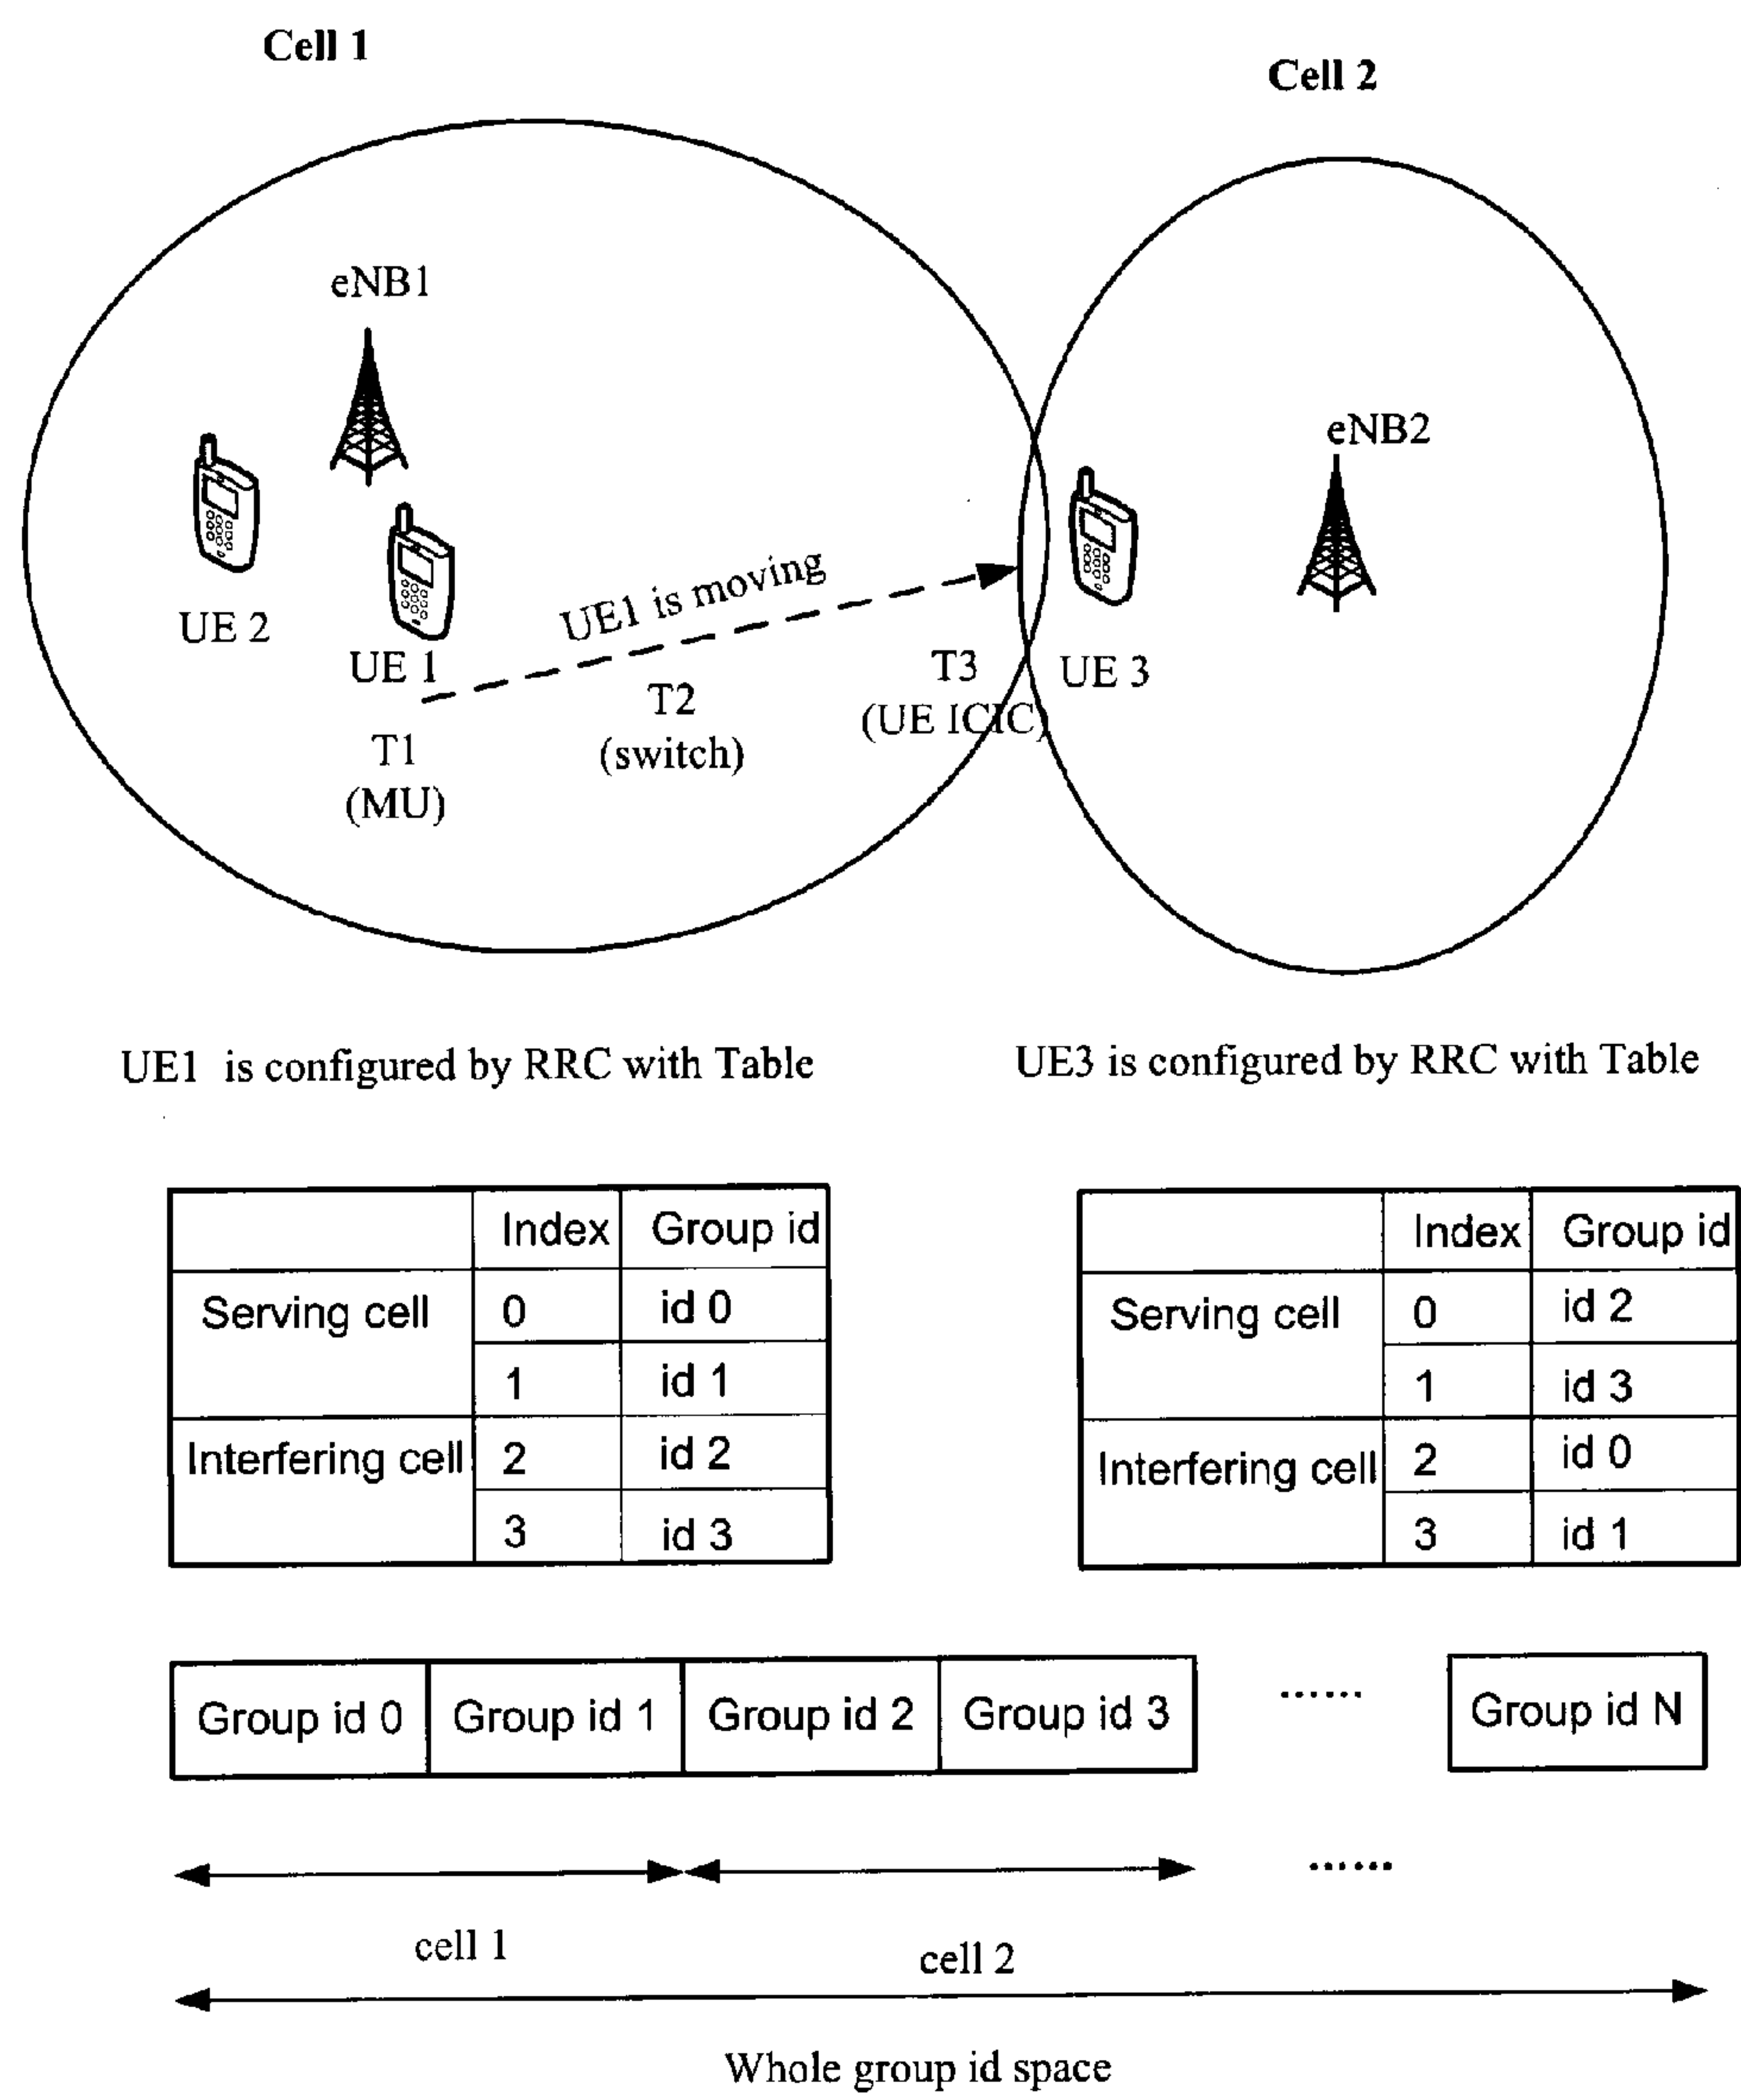 Cell 1
Cell 2
eNB1
eNB2
UE 2
UE 1
UE1 is moving
UE 3
T1
(MU)
T2
(switch)
T3
(UE ICIC)
UE1 is configured by RRC with Table
UE3 is configured by RRC with Table
Index Group id
Serving cell 0 id 0
1 id 1
Interfering cell 2 id 2
3 id 3
Index Group id
Serving cell 0 id 2
1 id 3
Interfering cell 2 id 0
3 id 1
Group id 0 Group id 1 Group id 2 Group id 3 ...... Group id N
......
cell 1
cell 2
Whole group id space